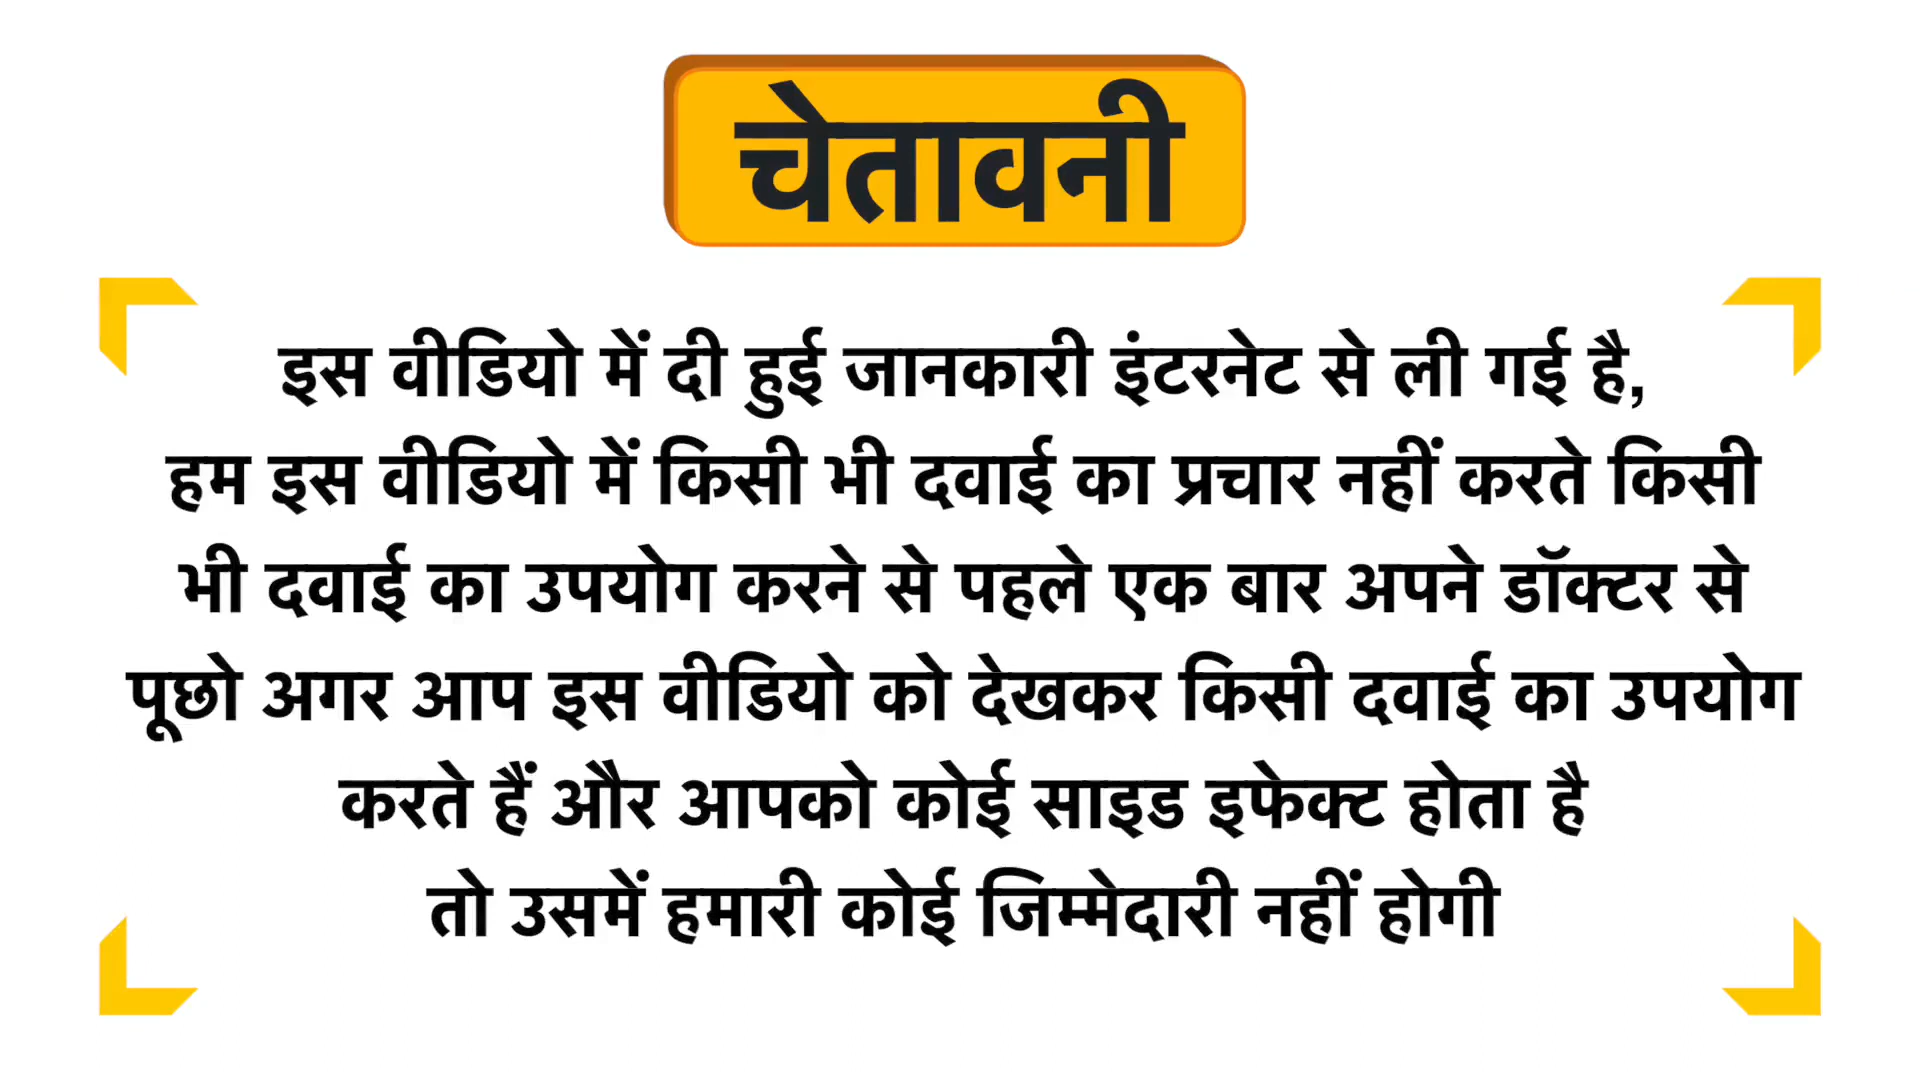 चेतावनी
इस वीडियो में दी हुई जानकारी इंटरनेट से ली गई है,
हम इस वीडियो में किसी भी दवाई का प्रचार नहीं करते किसी
भी दवाई का उपयोग करने से पहले एक बार अपने डॉक्टर से
पूछो अगर आप इस वीडियो को देखकर किसी दवाई का उपयोग
करते हैं और आपको कोई साइड इफेक्ट होता है
तो उसमें हमारी कोई जिम्मेदारी नहीं होगी